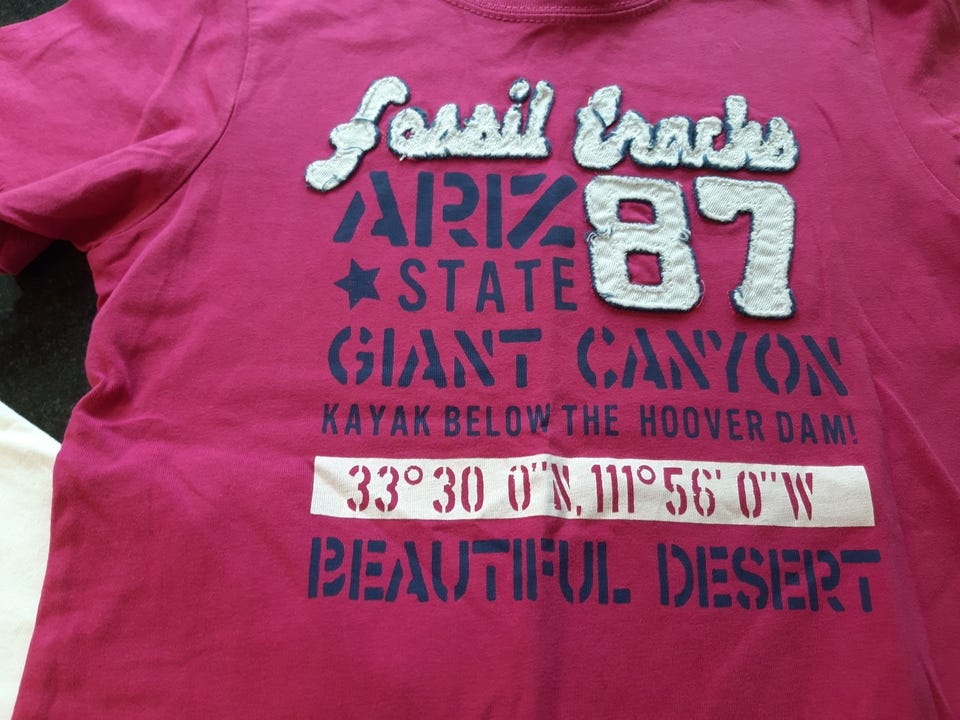 Fossil Snacks
ARIZ 87
STATE
GIANT CANYON
KAYAK BELOW THE HOOVER DAM!
33°30 0"N, 111°56' 0"W
BEAUTIFUL DESERT